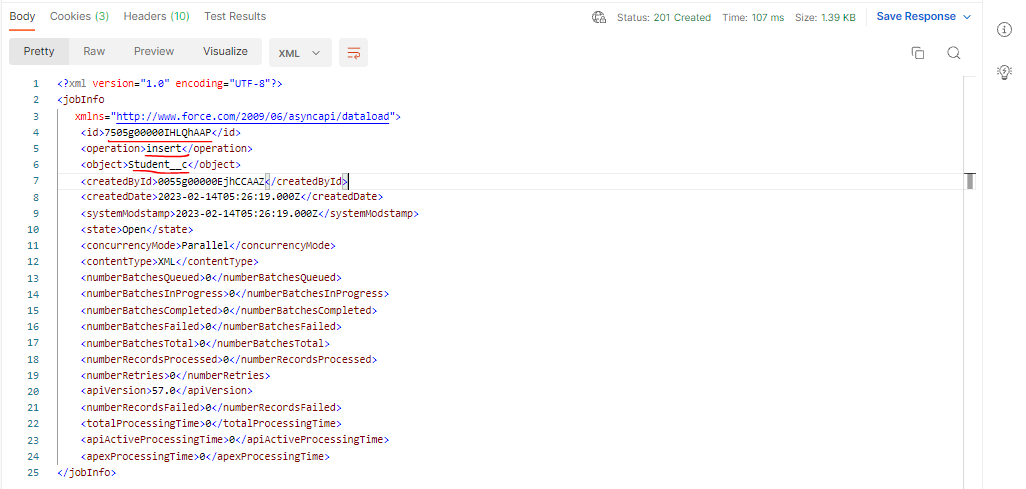 Body Cookies (3) Headers (10) Test Results Status: 201 Created Time: 107 ms Size: 1.39 KB Save Response
Pretty Raw Preview Visualize XML
1 <?xml version="1.0" encoding="UTF-8"?>
2 <jobInfo
3 xmlns="http://www.force.com/2009/06/asyncapi/dataload">
4 <id>7505g00000IHLQhAAP</id>
5 <operation>insert</operation>
6 <object>Student__c</object>
7 <createdById>0055g00000EjhCCAAZ</createdById>
8 <createdDate>2023-02-14T05:26:19.000Z</createdDate>
9 <systemModstamp>2023-02-14T05:26:19.000Z</systemModstamp>
10 <state>Open</state>
11 <concurrencyMode>Parallel</concurrencyMode>
12 <contentType>XML</contentType>
13 <numberBatchesQueued>0</numberBatchesQueued>
14 <numberBatchesInProgress>0</numberBatchesInProgress>
15 <numberBatchesCompleted>0</numberBatchesCompleted>
16 <numberBatchesFailed>0</numberBatchesFailed>
17 <numberBatchesTotal>0</numberBatchesTotal>
18 <numberRecordsProcessed>0</numberRecordsProcessed>
19 <numberRetries>0</numberRetries>
20 <apiVersion>57.0</apiVersion>
21 <numberRecordsFailed>0</numberRecordsFailed>
22 <totalProcessingTime>0</totalProcessingTime>
23 <apiActiveProcessingTime>0</apiActiveProcessingTime>
24 <apexProcessingTime>0</apexProcessingTime>
25 </jobInfo>